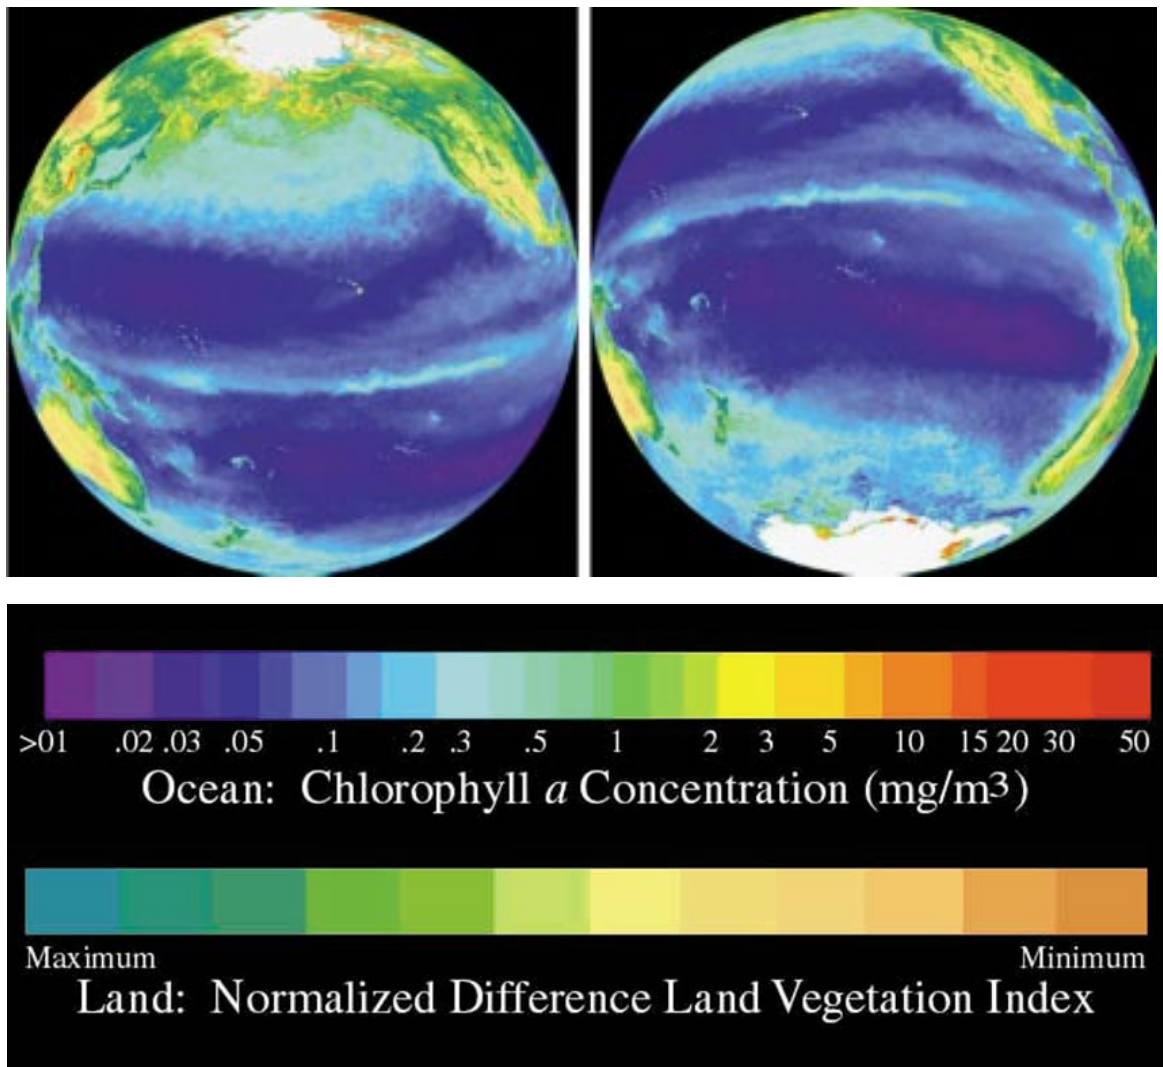 >01 .02 .03 .05 .1 .2 .3 .5 1 2 3 5 10 15 20 30 50
Ocean: Chlorophyll a Concentration (mg/m3)
Maximum Minimum
Land: Normalized Difference Land Vegetation Index